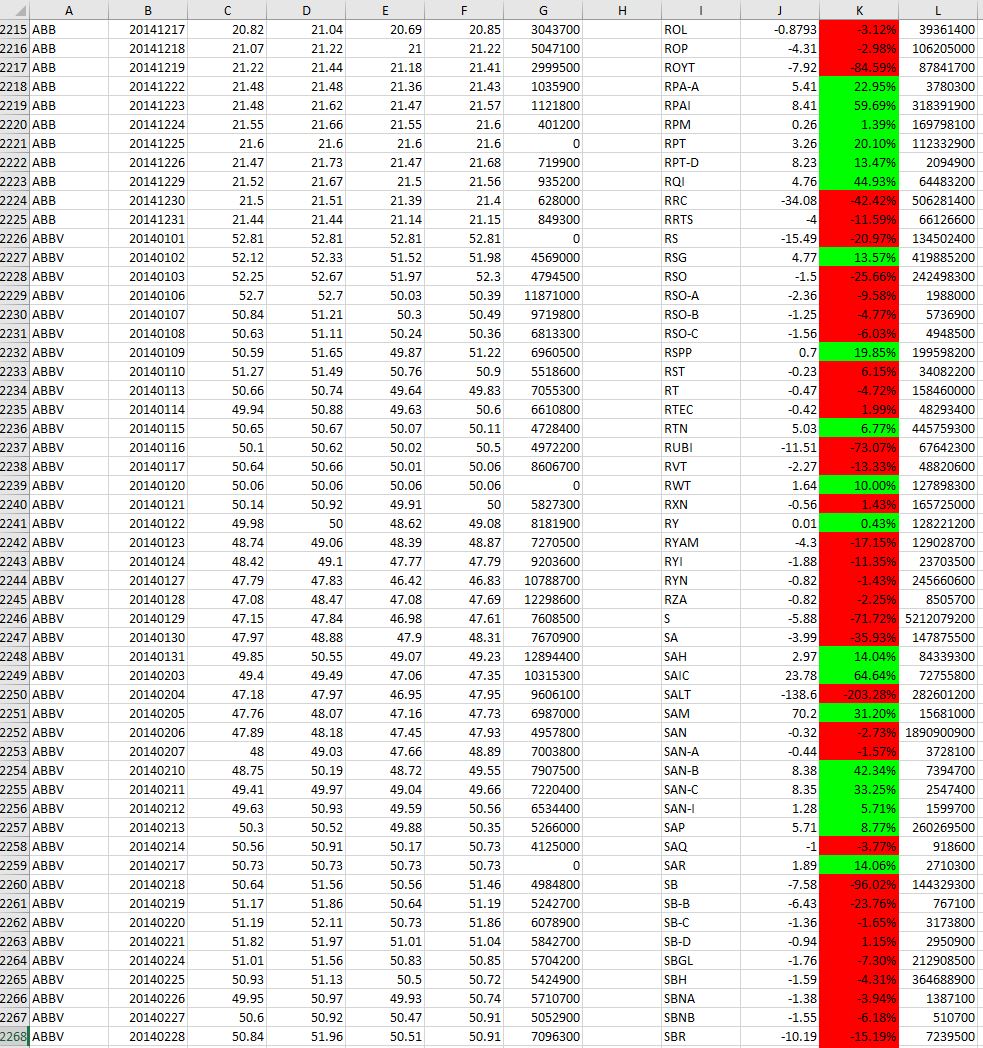 A B C D E F G H I J K L
2215 ABB 20141217 20.82 21.04 20.69 20.85 3043700 ROL -0.8793 -3.12% 39361400
2216 ABB 20141218 21.07 21.22 21 21.22 5047100 ROP -4.31 -2.98% 106205000
2217 ABB 20141219 21.22 21.44 21.18 21.41 2999500 ROYT -7.92 -84.59% 87841700
2218 ABB 20141222 21.48 21.48 21.36 21.43 1035900 RPA-A 5.41 22.95% 3780300
2219 ABB 20141223 21.48 21.62 21.47 21.57 1121800 RPAI 8.41 59.69% 318391900
2220 ABB 20141224 21.55 21.66 21.55 21.6 401200 RPM 0.26 1.39% 169798100
2221 ABB 20141225 21.6 21.6 21.6 21.6 0 RPT 3.26 20.10% 112332900
2222 ABB 20141226 21.47 21.73 21.47 21.68 719900 RPT-D 8.23 13.47% 2094900
2223 ABB 20141229 21.52 21.67 21.5 21.56 935200 RQI 4.76 44.93% 64483200
2224 ABB 20141230 21.5 21.51 21.39 21.4 628000 RRC -34.08 -42.42% 506281400
2225 ABB 20141231 21.44 21.44 21.14 21.15 849300 RRTS -4 -11.59% 66126600
2226 ABBV 20140101 52.81 52.81 52.81 52.81 0 RS -15.49 -20.97% 134502400
2227 ABBV 20140102 52.12 52.33 51.52 51.98 4569000 RSG 4.77 13.57% 419885200
2228 ABBV 20140103 52.25 52.67 51.97 52.3 4794500 RSO -1.5 -25.66% 242498300
2229 ABBV 20140106 52.7 52.7 50.03 50.39 11871000 RSO-A -2.36 -9.58% 1988000
2230 ABBV 20140107 50.84 51.21 50.3 50.49 9719800 RSO-B -1.25 -4.77% 5736900
2231 ABBV 20140108 50.63 51.11 50.24 50.36 6813300 RSO-C -1.56 -6.03% 4948500
2232 ABBV 20140109 50.59 51.65 49.87 51.22 6960500 RSPP 0.7 19.85% 199598200
2233 ABBV 20140110 51.27 51.49 50.76 50.9 5518600 RST -0.23 6.15% 34082200
2234 ABBV 20140113 50.66 50.74 49.64 49.83 7055300 RT -0.47 -4.72% 158460000
2235 ABBV 20140114 49.94 50.88 49.63 50.6 6610800 RTEC -0.42 1.99% 48293400
2236 ABBV 20140115 50.65 50.67 50.07 50.11 4728400 RTN 5.03 6.77% 445759300
2237 ABBV 20140116 50.1 50.62 50.02 50.5 4972200 RUBI -11.51 -73.07% 67642300
2238 ABBV 20140117 50.64 50.66 50.01 50.06 8606700 RVT -2.27 -13.33% 48820600
2239 ABBV 20140120 50.06 50.06 50.06 50.06 0 RWT 1.64 10.00% 127898300
2240 ABBV 20140121 50.14 50.92 49.91 50 5827300 RXN -0.56 1.43% 165725000
2241 ABBV 20140122 49.98 50 48.62 49.08 8181900 RY 0.01 0.43% 128221200
2242 ABBV 20140123 48.74 49.06 48.39 48.87 7270500 RYAM -4.3 -17.15% 129028700
2243 ABBV 20140124 48.42 49.1 47.77 47.79 9203600 RYI -1.88 -11.35% 23703500
2244 ABBV 20140127 47.79 47.83 46.42 46.83 10788700 RYN -0.82 -1.43% 245660600
2245 ABBV 20140128 47.08 48.47 47.08 47.69 12298600 RZA -0.82 -2.25% 8505700
2246 ABBV 20140129 47.15 47.84 46.98 47.61 7608500 S -5.88 -71.72% 5212079200
2247 ABBV 20140130 47.97 48.88 47.9 48.31 7670900 SA -3.99 -35.93% 147875500
2248 ABBV 20140131 49.85 50.55 49.07 49.23 12894400 SAH 2.97 14.04% 84339300
2249 ABBV 20140203 49.4 49.49 47.06 47.35 10315300 SAIC 23.78 64.64% 72755800
2250 ABBV 20140204 47.18 47.97 46.95 47.95 9606100 SALT -138.6 -203.28% 282601200
2251 ABBV 20140205 47.76 48.07 47.16 47.73 6987000 SAM 70.2 31.20% 15681000
2252 ABBV 20140206 47.89 48.18 47.45 47.93 4957800 SAN -0.32 -2.73% 1890900900
2253 ABBV 20140207 48 49.03 47.66 48.89 7003800 SAN-A -0.44 -1.57% 3728100
2254 ABBV 20140210 48.75 50.19 48.72 49.55 7907500 SAN-B 8.38 42.34% 7394700
2255 ABBV 20140211 49.41 49.97 49.04 49.66 7220400 SAN-C 8.35 33.25% 2547400
2256 ABBV 20140212 49.63 50.93 49.59 50.56 6534400 SAN-I 1.28 5.71% 1599700
2257 ABBV 20140213 50.3 50.52 49.88 50.35 5266000 SAP 5.71 8.77% 260269500
2258 ABBV 20140214 50.56 50.91 50.17 50.73 4125000 SAQ -1 -3.77% 918600
2259 ABBV 20140217 50.73 50.73 50.73 50.73 0 SAR 1.89 14.06% 2710300
2260 ABBV 20140218 50.64 51.56 50.56 51.46 4984800 SB -7.58 -96.02% 144329300
2261 ABBV 20140219 51.17 51.86 50.64 51.19 5242700 SB-B -6.43 -23.76% 767100
2262 ABBV 20140220 51.19 52.11 50.73 51.86 6078900 SB-C -1.36 -1.65% 3173800
2263 ABBV 20140221 51.82 51.97 51.01 51.04 5842700 SB-D -0.94 1.15% 2950900
2264 ABBV 20140224 51.01 51.56 50.83 50.85 5704200 SBGL -1.76 -7.30% 212908500
2265 ABBV 20140225 50.93 51.13 50.5 50.72 5424900 SBH -1.59 -4.31% 364688900
2266 ABBV 20140226 49.95 50.97 49.93 50.74 5710700 SBNA -1.38 -3.94% 1387100
2267 ABBV 20140227 50.6 50.92 50.47 50.91 5052900 SBNB -1.55 -6.18% 510700
2268 ABBV 20140228 50.84 51.96 50.51 50.91 7096300 SBR -10.19 -15.19% 7239500